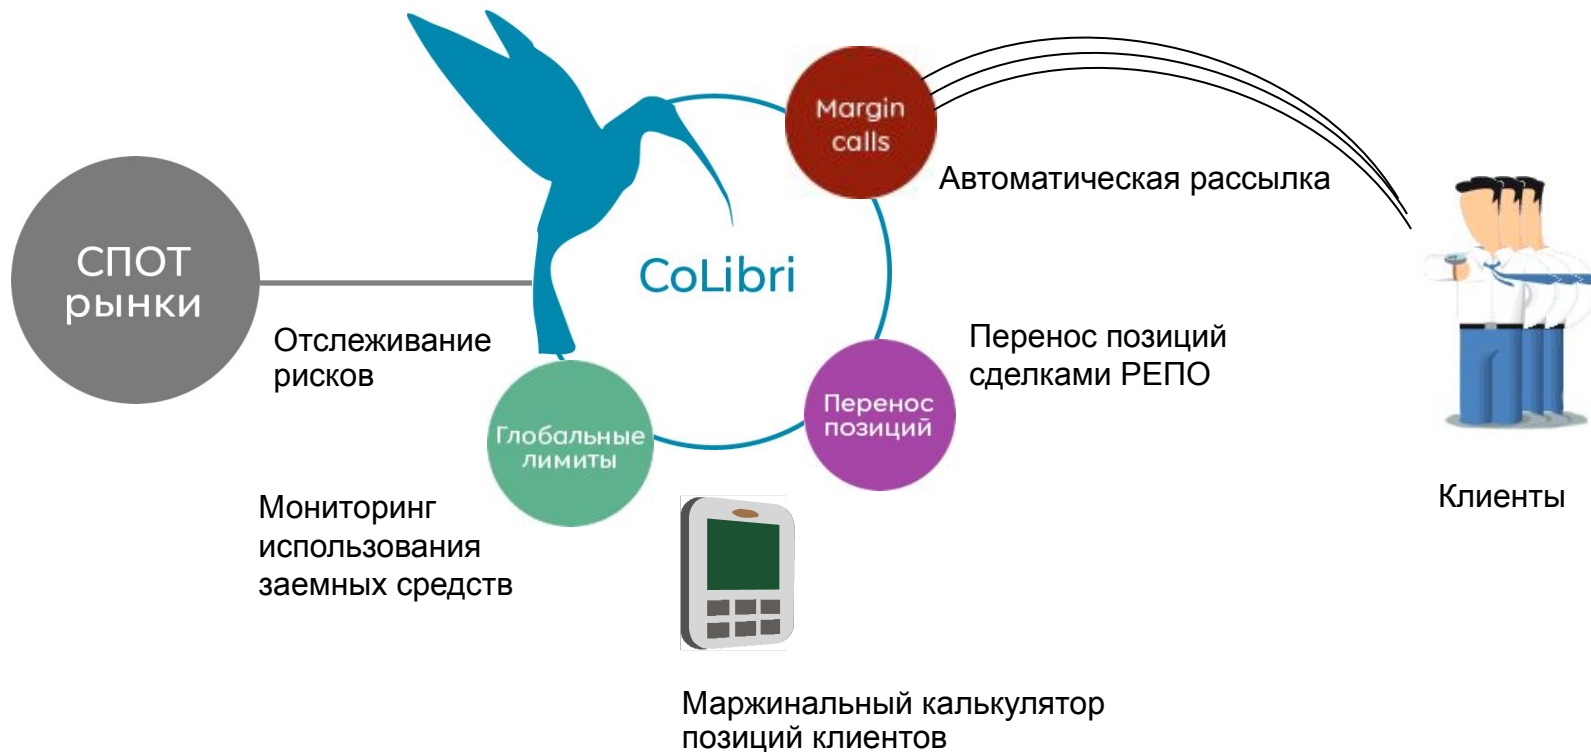 Margin
calls
Автоматическая рассылка
СПОТ
рынки
CoLibri
Отслеживание
рисков
Перенос позиций
сделками РЕПО
Перенос
позиций
Глобальные
лимиты
Мониторинг
использования
заемных средств
Клиенты
Маржинальный калькулятор
позиций клиентов